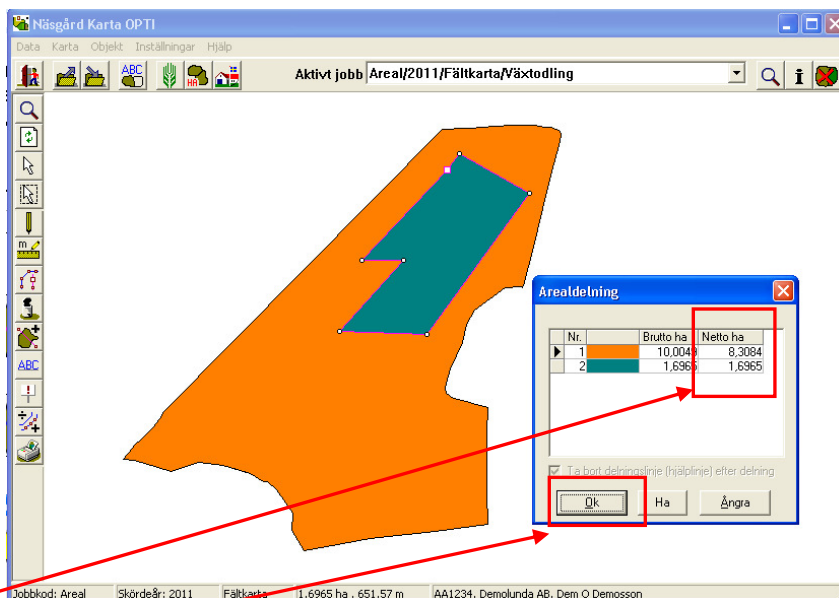 Näsgård Karta OPTI
Data Karta Objekt Inställningar Hjälp
ABC HA Aktivt jobb Areal/2011/Fältkarta/Växtodling i
m
ABC
Arealdelning
Nr. Brutto ha Netto ha
1 10,0049 8,3084
2 1,6965 1,6965
Ta bort delningslinje (hjälplinje) efter delning
Ok Ha Ångra
Jobbkod: Areal Skördeår: 2011 Fältkarta 1,6965 ha , 651,57 m AA1234, Demolunda AB, Dem O Demosson